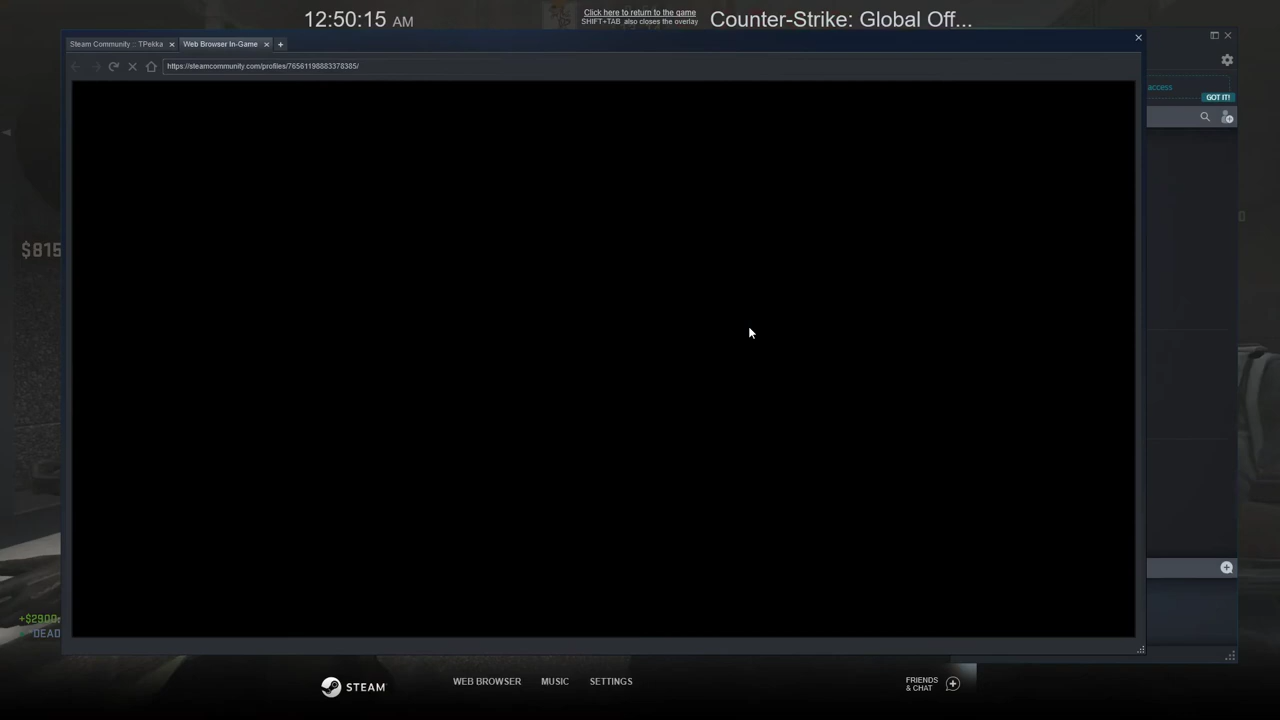 12:50:15 AM
Click here to return to the game
SHIFT+TAB also closes the overlay
Counter-Strike: Global Off...
Steam Community :: TPekka
Web Browser In-Game
https://steamcommunity.com/profiles/76561198883378385/
access
GOT IT!
$815
+$2900
DEAD
STEAM
WEB BROWSER
MUSIC
SETTINGS
FRIENDS
& CHAT